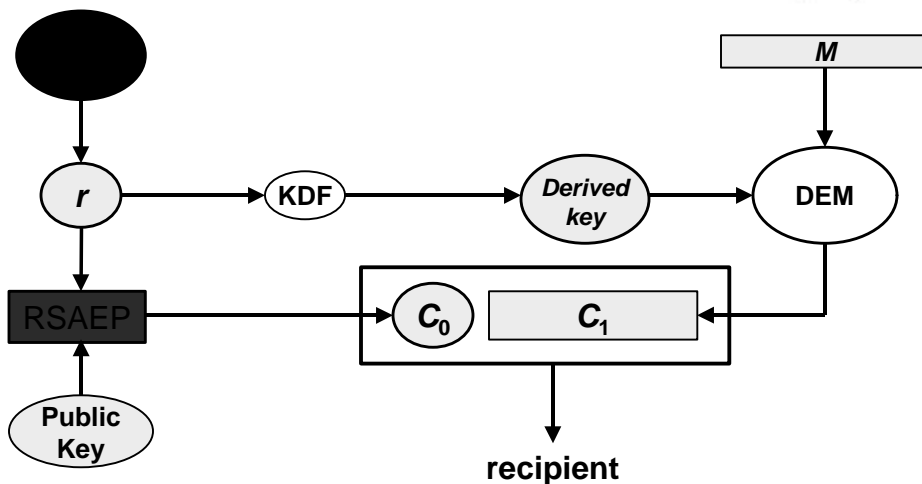 M
r
KDF
Derived
key
DEM
RSAEP
C0
C1
Public
Key
recipient